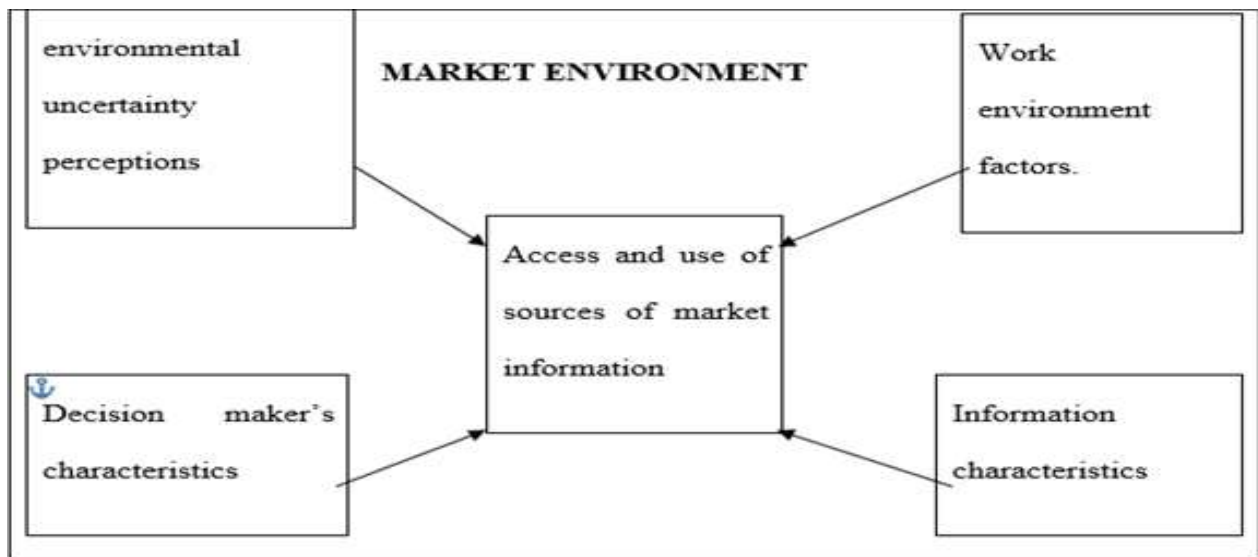 environmental
uncertainty
perceptions
MARKET ENVIRONMENT
Work
environment
factors.
Access and use of
sources of market
information
Decision maker's
characteristics
Information
characteristics